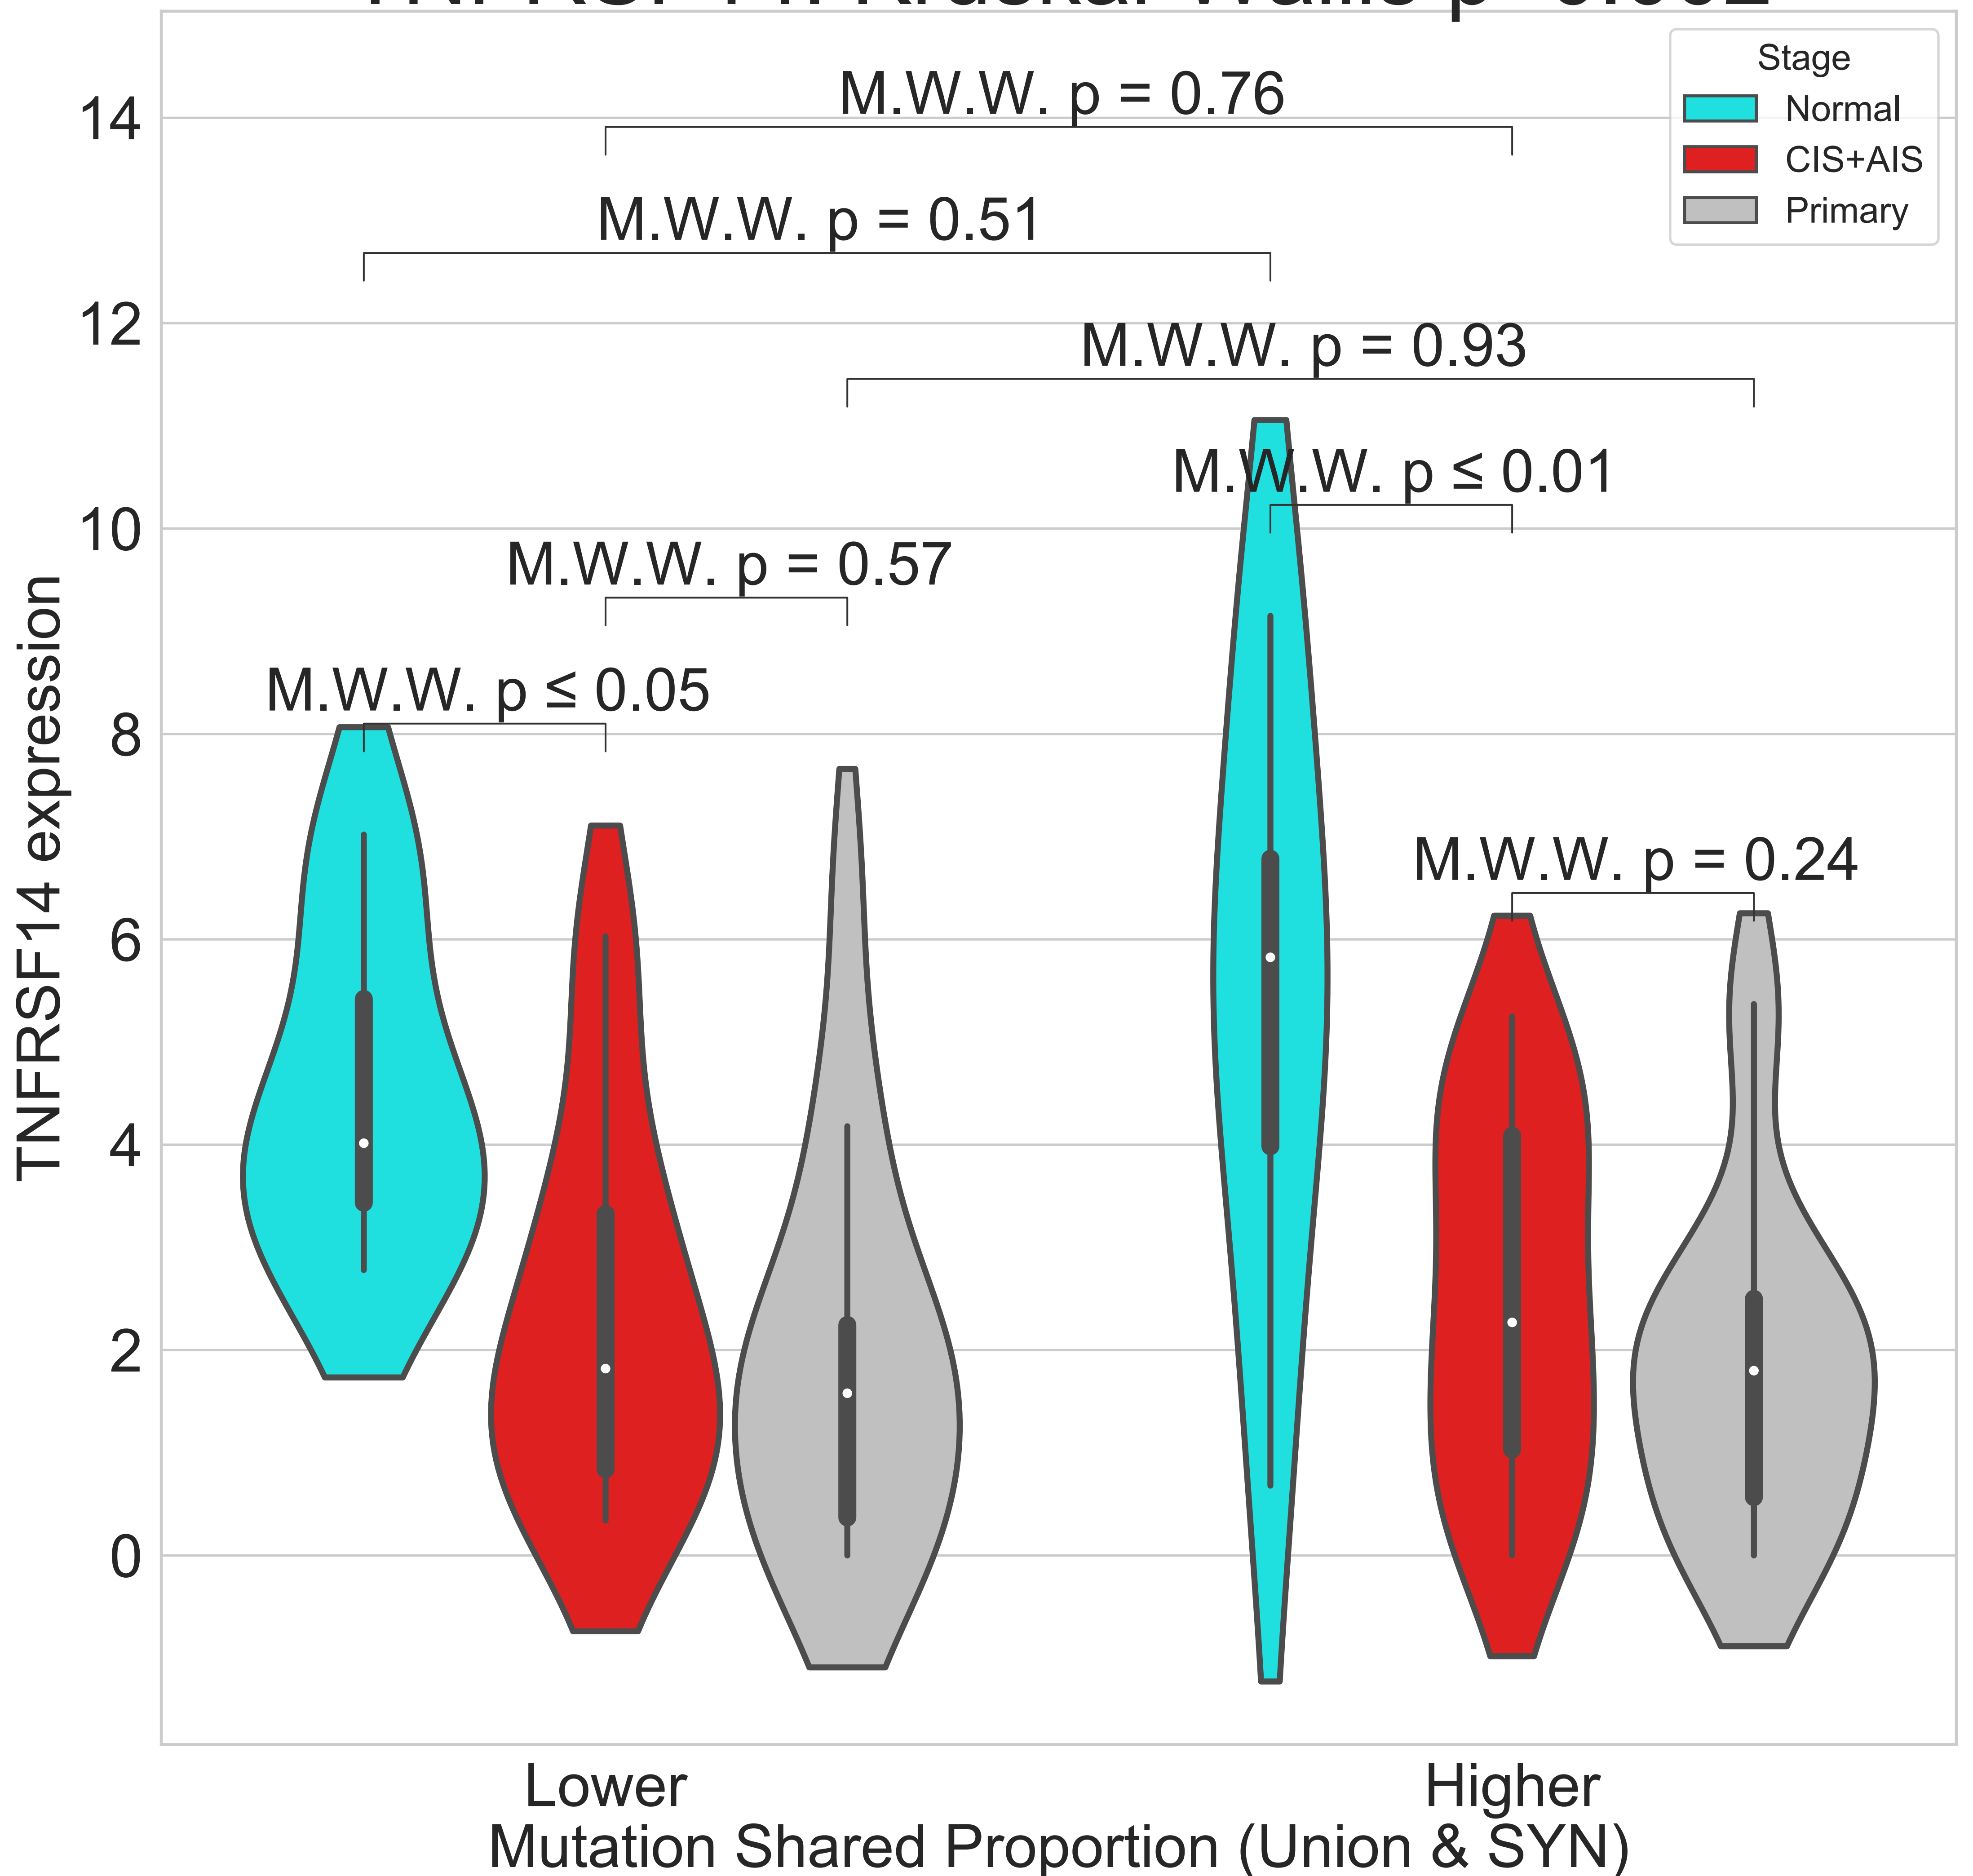 Stage
Normal
CIS+AIS
Primary
M.W.W. p = 0.76
M.W.W. p = 0.51
M.W.W. p = 0.93
M.W.W. p ≤ 0.01
M.W.W. p = 0.57
M.W.W. p ≤ 0.05
M.W.W. p = 0.24
14
12
10
8
6
4
2
0
TNFRSF14 expression
Lower
Higher
Mutation Shared Proportion (Union & SYN)